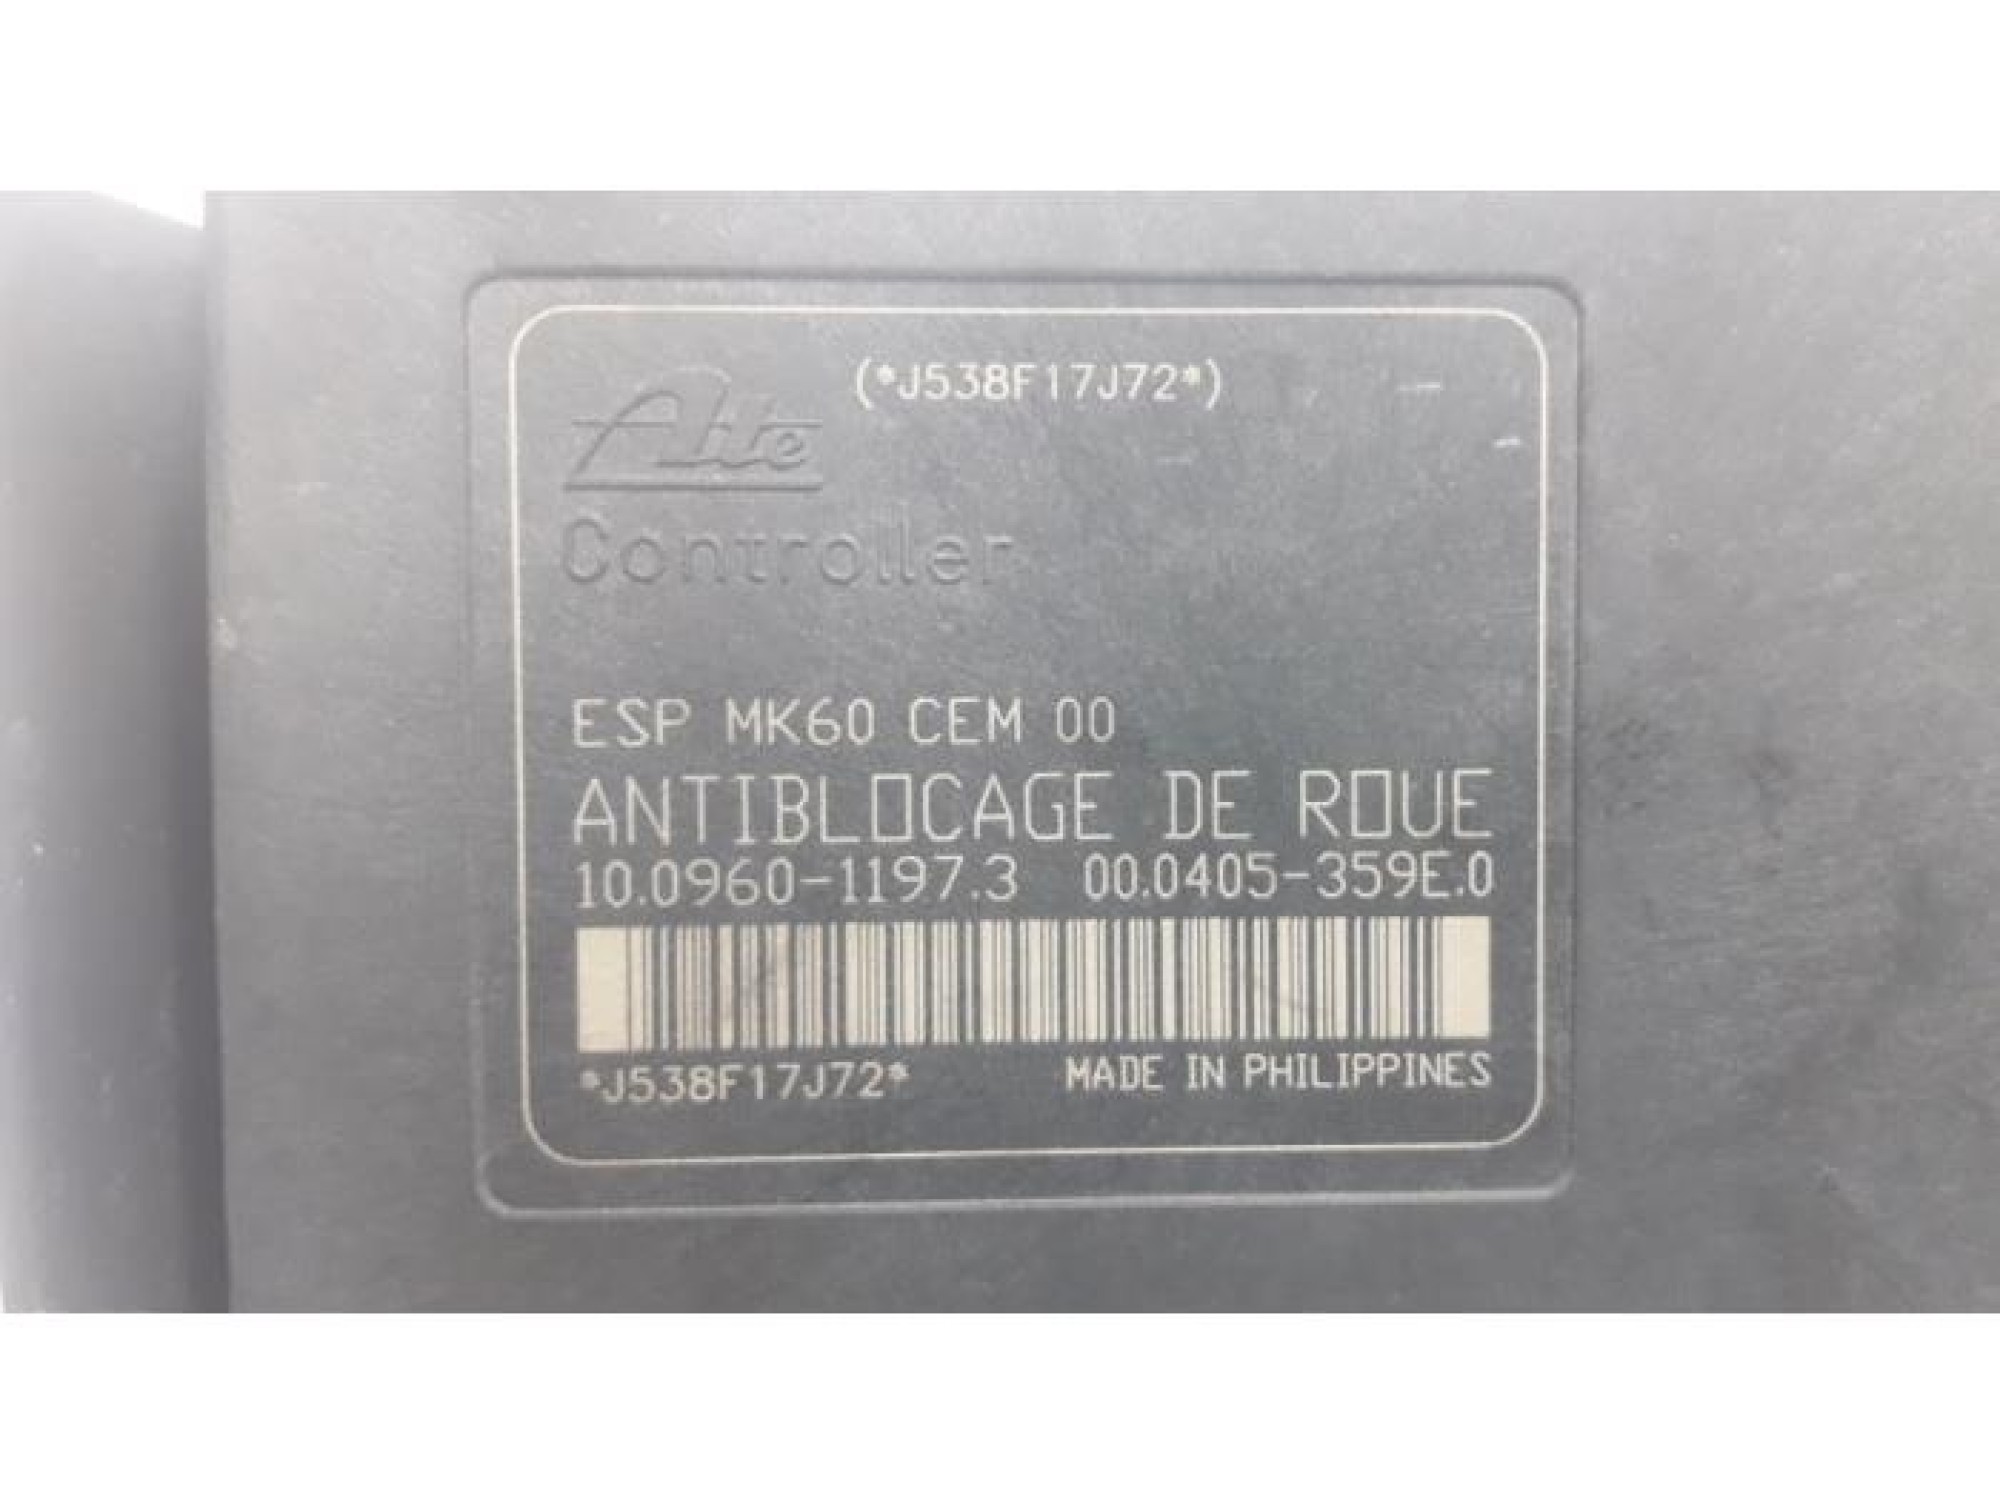 (*J538F17J72*)
Ate
Controller
ESP MK60 CEM 00
ANTIBLOCAGE DE ROUE
10.0960-1197.3 00.0405-359E.0
*J538F17J72* MADE IN PHILIPPINES